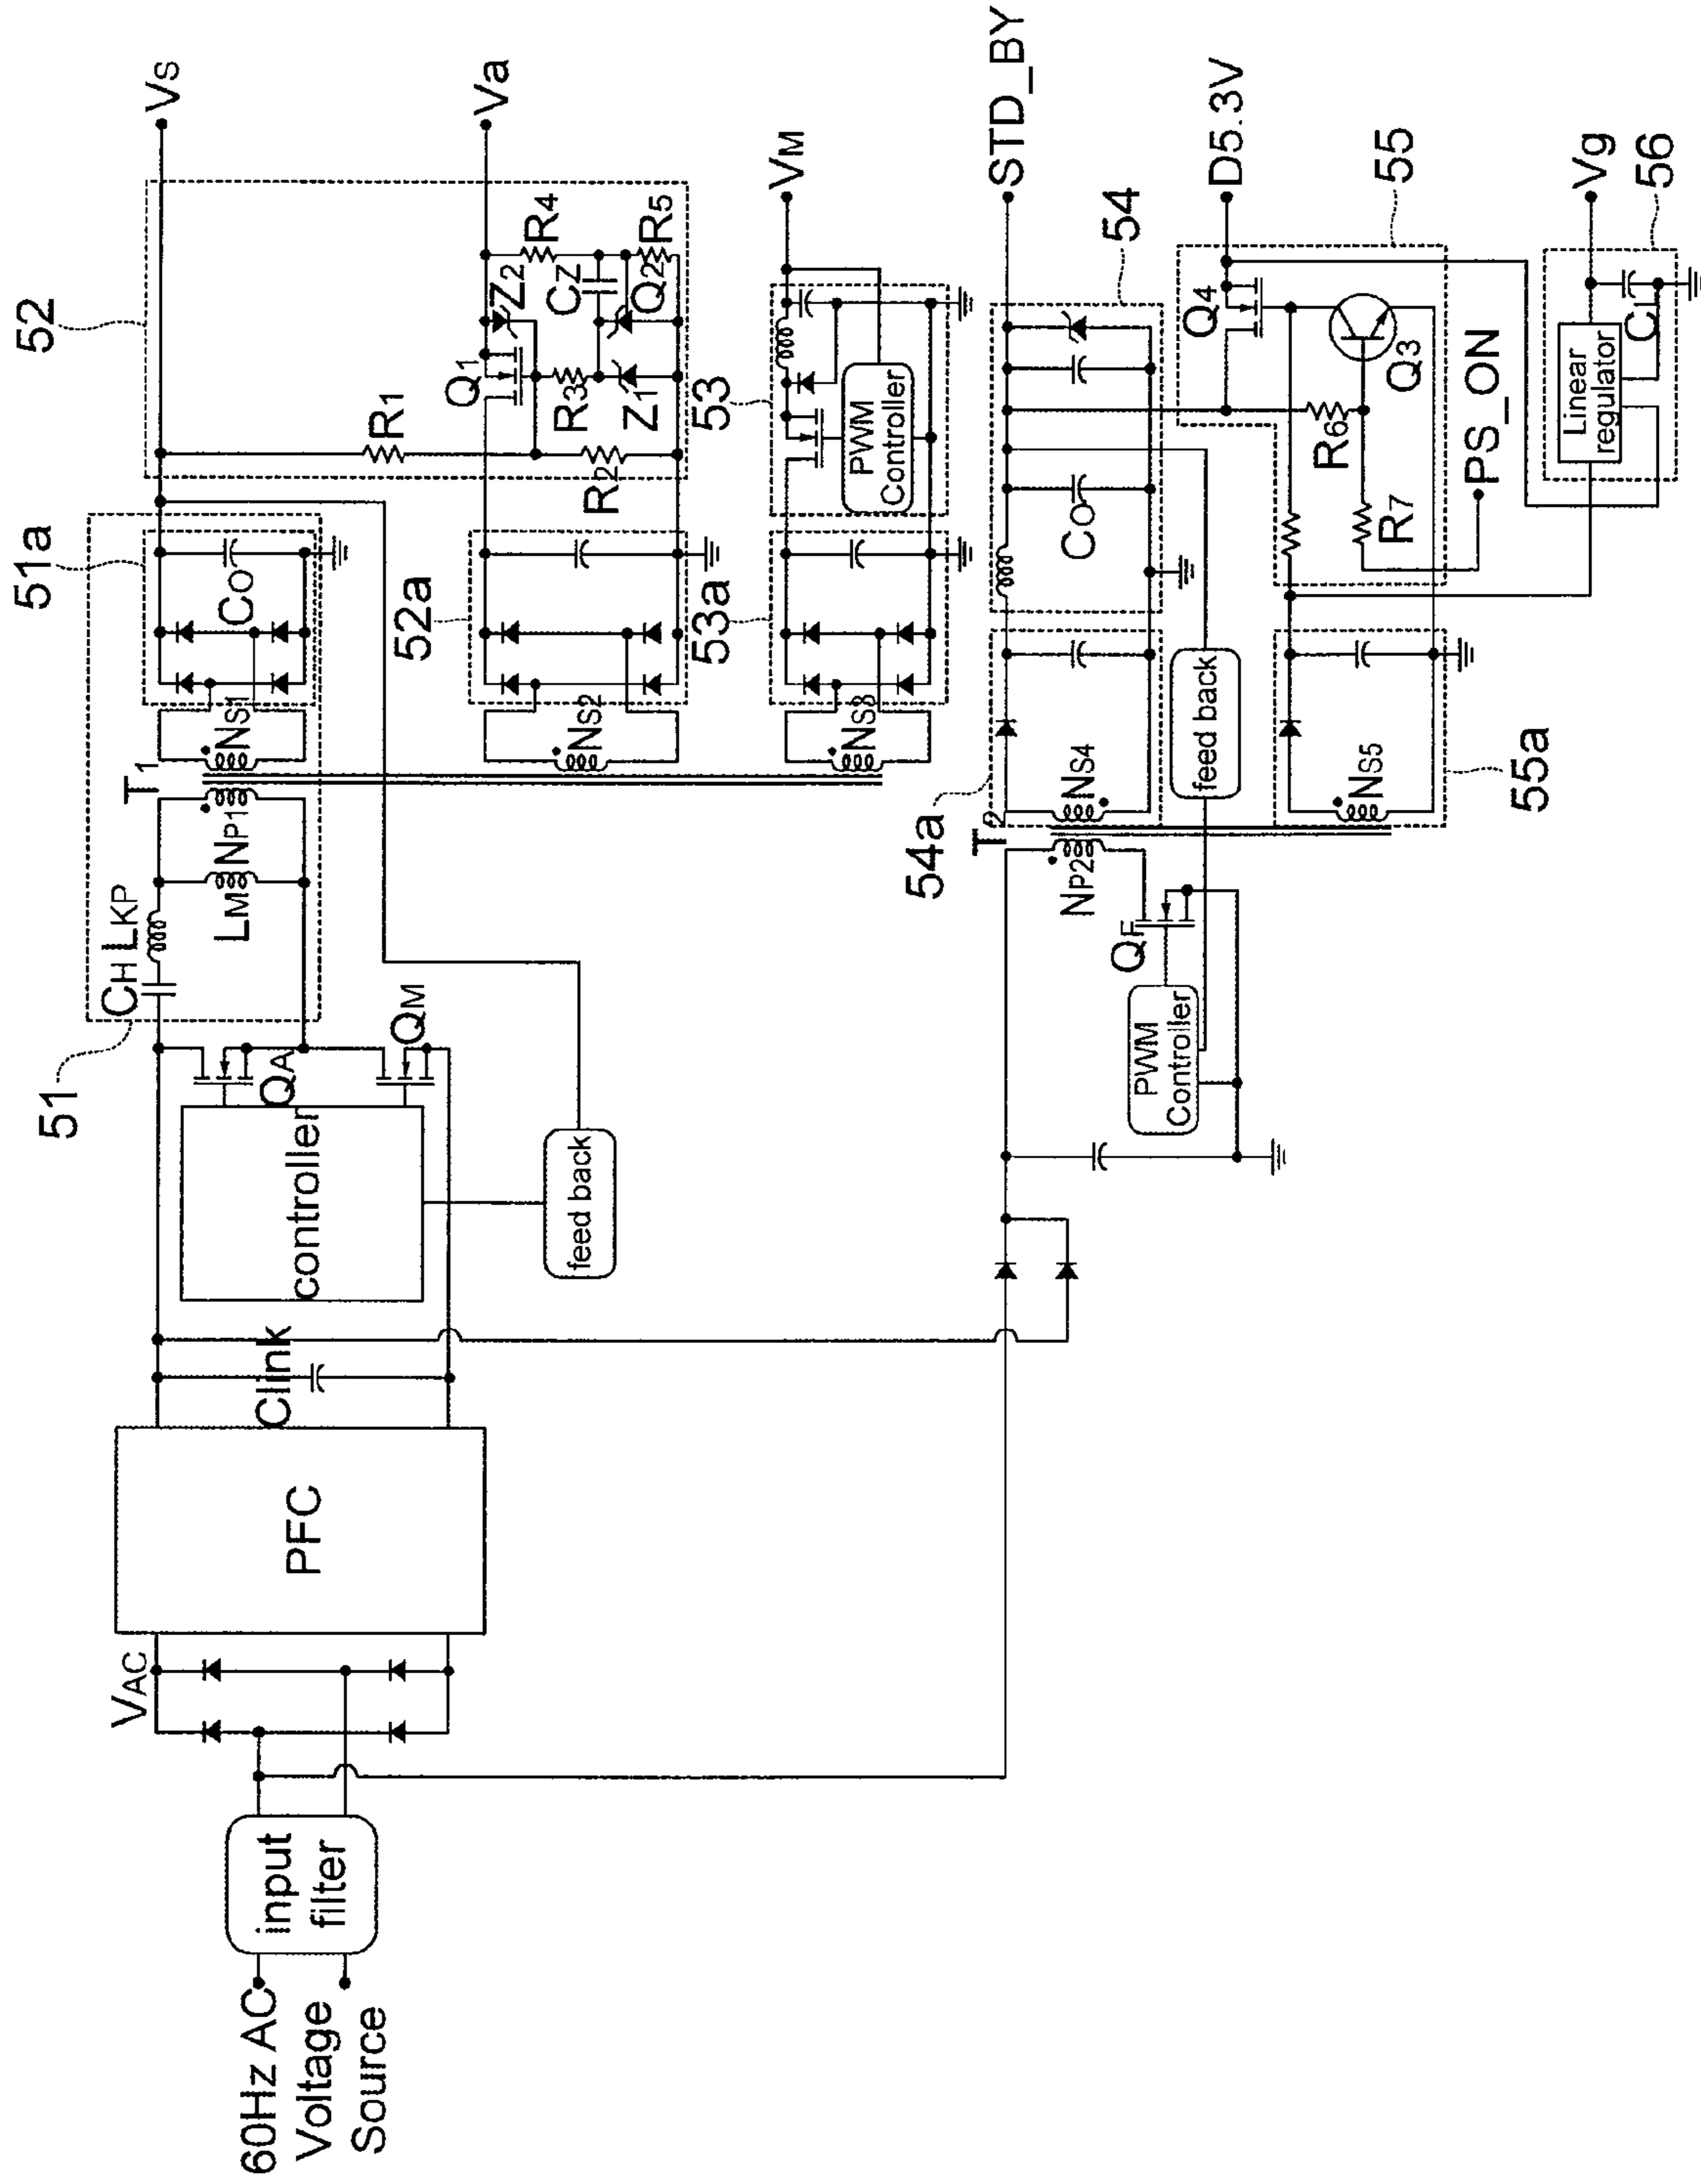 60Hz AC
Voltage
Source
input
filter
VAC
PFC
Clink
controller
feed back
QA
QM
51
CH
LKP
LM
NP1
T1
NS1
51a
CO
NS2
52a
NS3
53a
52
R1
R2
Q1
Z2
R3
Z1
CZ
Q2
R4
R5
VS
Va
53
PWM
Controller
VM
PWM
Controller
QF
NP2
T2
54a
NS4
feed back
CO
54
STD_BY
NS5
55a
R6
R7
Q3
Q4
PS_ON
D5.3V
55
Linear
regulator
CL
Vg
56